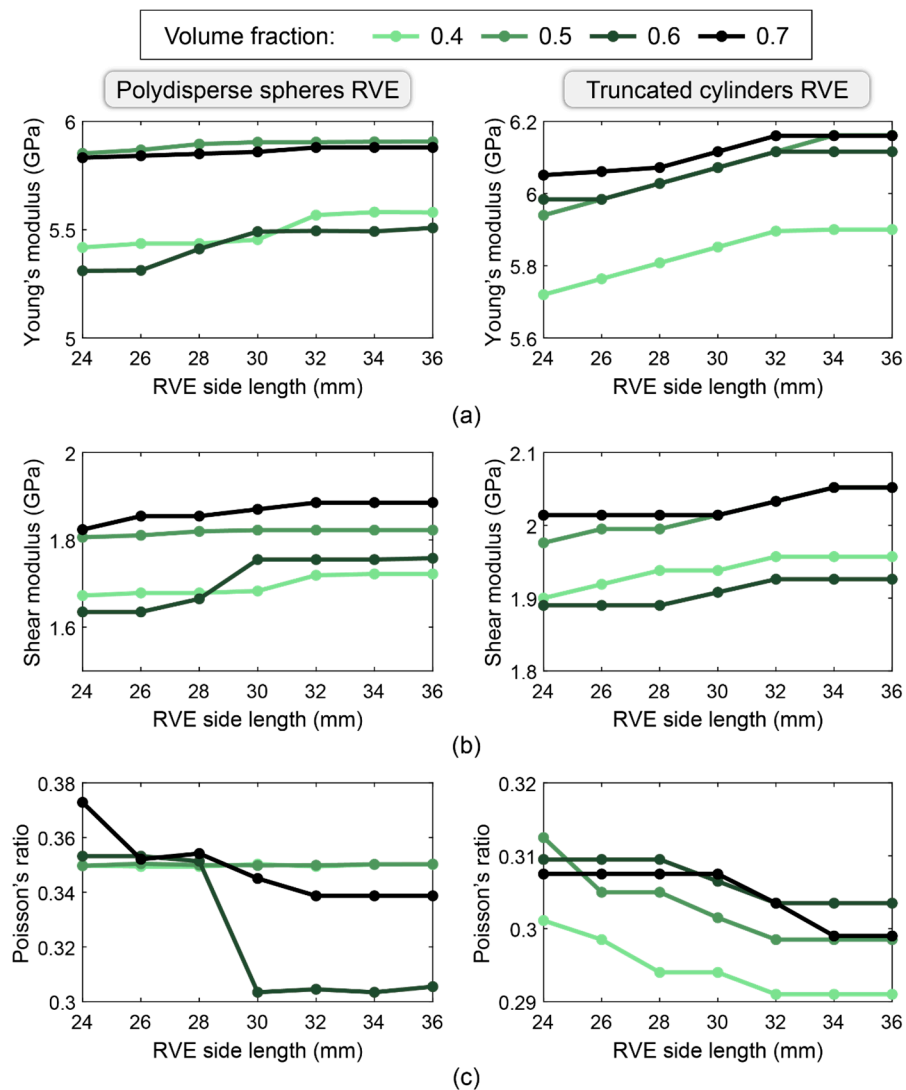 Volume fraction: 0.4 0.5 0.6 0.7
Polydisperse spheres RVE
Truncated cylinders RVE
Young's modulus (GPa)
6
5.5
5
24 26 28 30 32 34 36
RVE side length (mm)
Young's modulus (GPa)
6.2
6
5.8
5.6
24 26 28 30 32 34 36
RVE side length (mm)
(a)
Shear modulus (GPa)
2
1.8
1.6
24 26 28 30 32 34 36
RVE side length (mm)
Shear modulus (GPa)
2.1
2
1.9
1.8
24 26 28 30 32 34 36
RVE side length (mm)
(b)
Poisson's ratio
0.38
0.36
0.34
0.32
0.3
24 26 28 30 32 34 36
RVE side length (mm)
Poisson's ratio
0.32
0.31
0.3
0.29
24 26 28 30 32 34 36
RVE side length (mm)
(c)